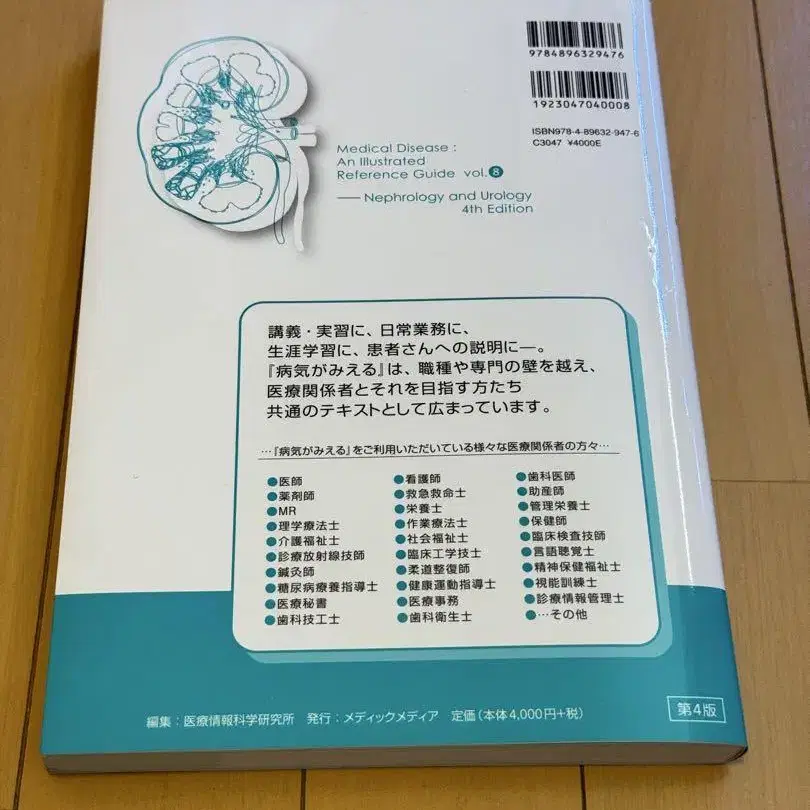 9784896329476
1923047040008
ISBN978-4-89632-947-6
C3047 ¥4000E
Medical Disease :
An Illustrated
Reference Guide vol.8
— Nephrology and Urology
4th Edition
講義・実習に、日常業務に、
生涯学習に、患者さんへの説明に―。
『病気がみえる』は、職種や専門の壁を越え、
医療関係者とそれを目指す方たち
共通のテキストとして広まっています。
…『病気がみえる』をご利用いただいている様々な医療関係者の方々…
●医師 ●看護師 ●歯科医師
●薬剤師 ●救急救命士 ●助産師
●MR ●栄養士 ●管理栄養士
●理学療法士 ●作業療法士 ●保健師
●介護福祉士 ●社会福祉士 ●臨床検査技師
●診療放射線技師 ●臨床工学技士 ●言語聴覚士
●鍼灸師 ●柔道整復師 ●精神保健福祉士
●糖尿病療養指導士 ●健康運動指導士 ●視能訓練士
●医療秘書 ●医療事務 ●診療情報管理士
●歯科技工士 ●歯科衛生士 ●…その他
編集：医療情報科学研究所 発行：メディックメディア 定価（本体4,000円+税）
第4版